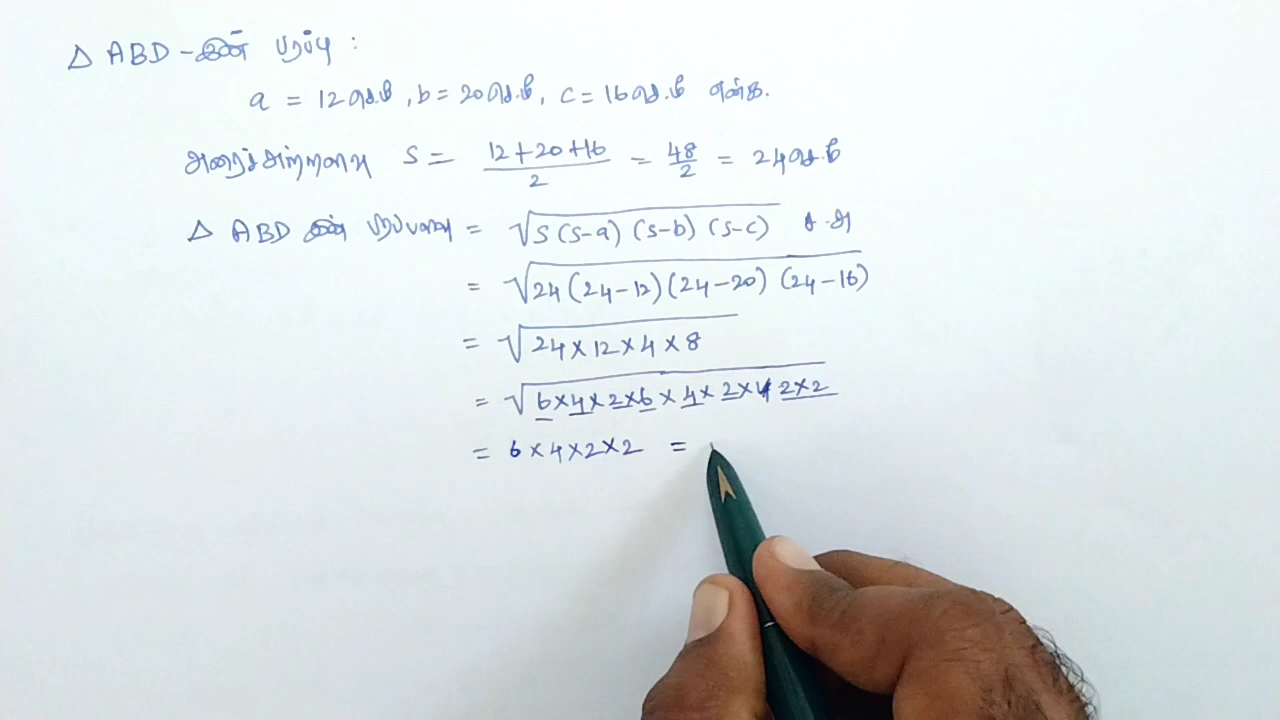 △ ABD - இன் பரப்பு :
a = 12 செ.மீ , b = 20 செ.மீ , c = 16 செ.மீ என்க.
அரைச்சுற்றளவு S = 12+20+16 / 2 = 48/2 = 24 செ.மீ
△ ABD இன் பரப்பளவு = √S (S-a) (S-b) (S-c) ச.அ
= √24 (24-12) (24-20) (24-16)
= √24 × 12 × 4 × 8
= √6×4×2×6×4×2×2×2
= 6 × 4 × 2 × 2 =